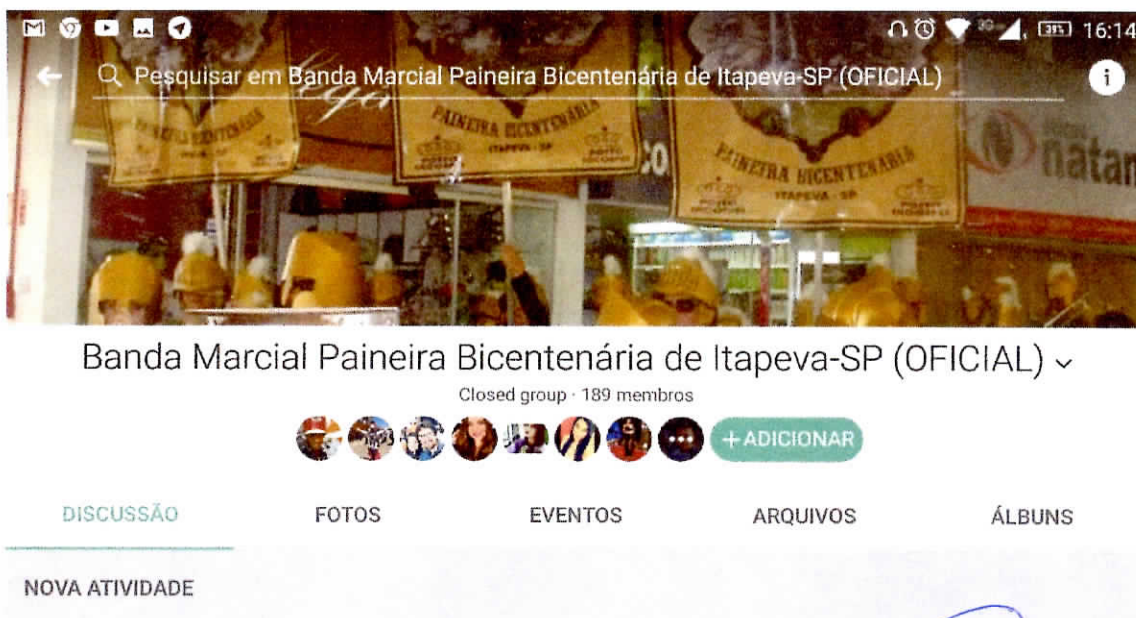 39% 16:14
Pesquisar em Banda Marcial Paineira Bicentenária de Itapeva-SP (OFICIAL)
PAINEIRA BICENTENÁRIA
ITAPEVA - SP
PAINEIRA BICENTENÁRIA
ITAPEVA - SP
natan
Banda Marcial Paineira Bicentenária de Itapeva-SP (OFICIAL)
Closed group · 189 membros
+ ADICIONAR
DISCUSSÃO FOTOS EVENTOS ARQUIVOS ÁLBUNS
NOVA ATIVIDADE